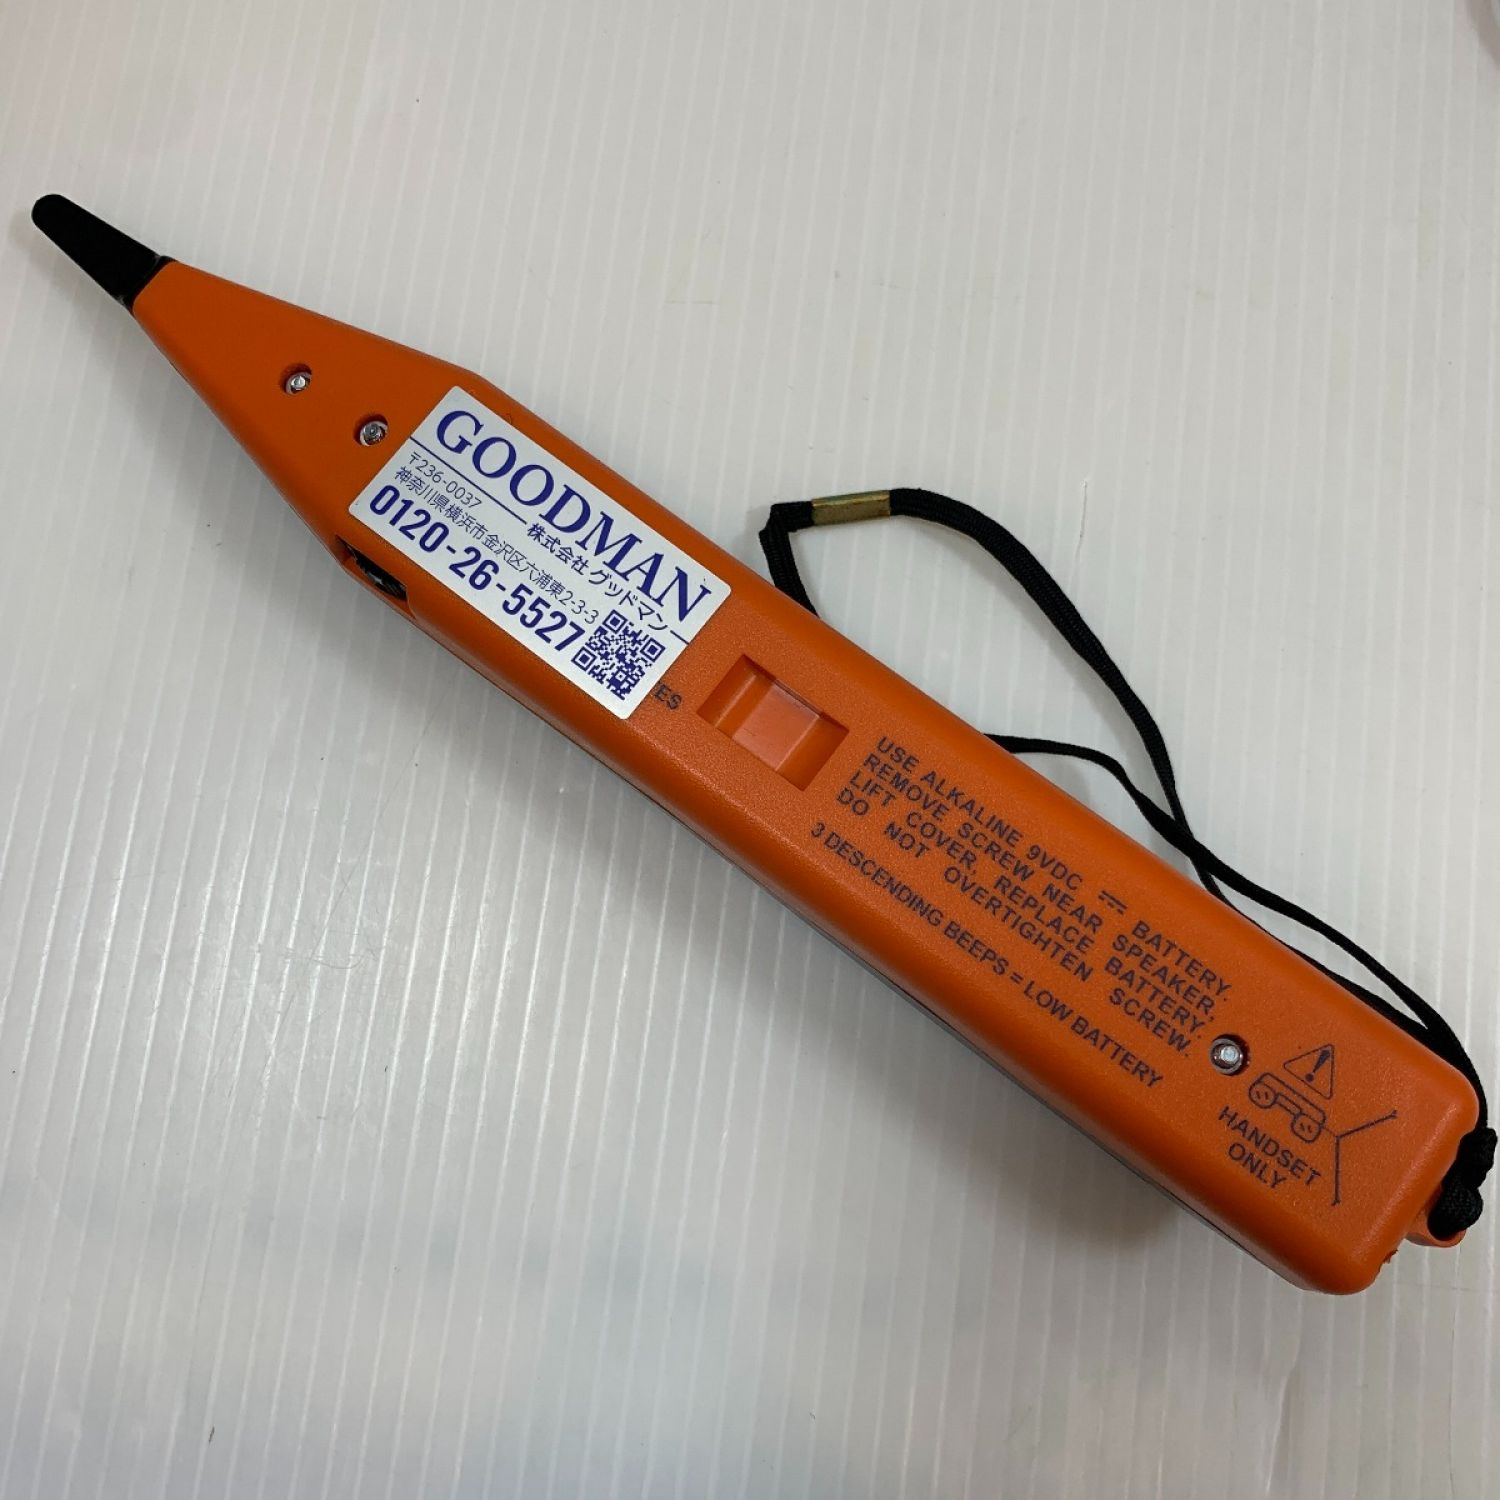 GOODMAN
株式会社グッドマン
〒236-0037
神奈川県横浜市金沢区六浦東2-3-3
0120-26-5527
ES
USE ALKALINE 9VDC BATTERY.
REMOVE SCREW NEAR SPEAKER,
LIFT COVER, REPLACE BATTERY.
DO NOT OVERTIGHTEN SCREW.
3 DESCENDING BEEPS = LOW BATTERY
HANDSET
ONLY